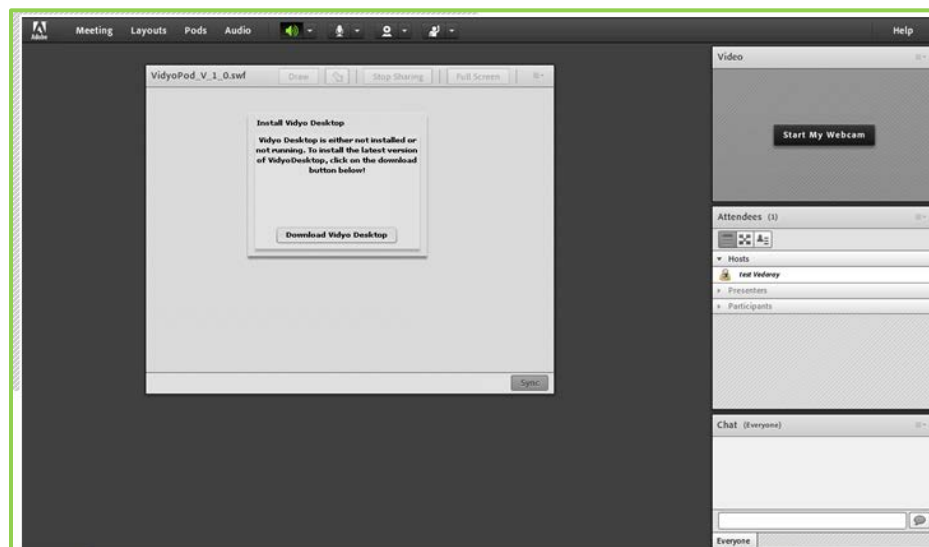 Adobe
Meeting Layouts Pods Audio Help
VidyoPod_V_1_0.swf Draw Stop Sharing Full Screen
Install Vidyo Desktop
Vidyo Desktop is either not installed or
not running. To install the latest version
of VidyoDesktop, click on the download
button below!
Download Vidyo Desktop
Sync
Video
Start My Webcam
Attendees (1)
Hosts
test Vedaray
Presenters
Participants
Chat (Everyone)
Everyone